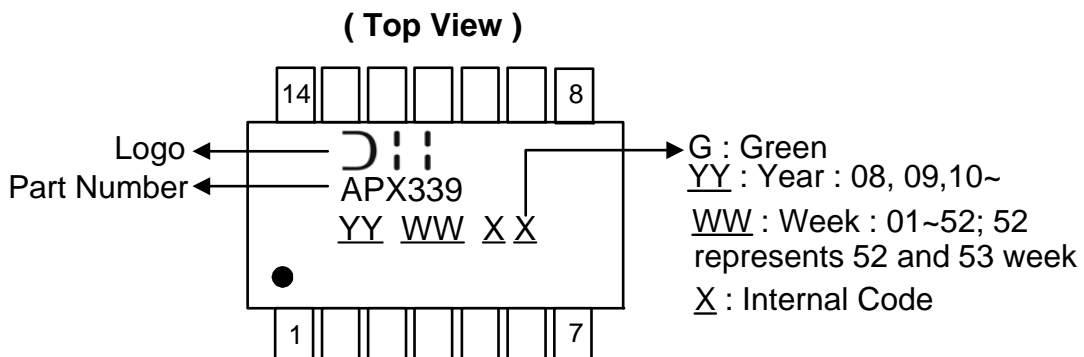 ( Top View )
14
8
Logo
Part Number
APX339
YY WW X X
G : Green
YY : Year : 08, 09,10~
WW : Week : 01~52; 52
represents 52 and 53 week
X : Internal Code
1
7